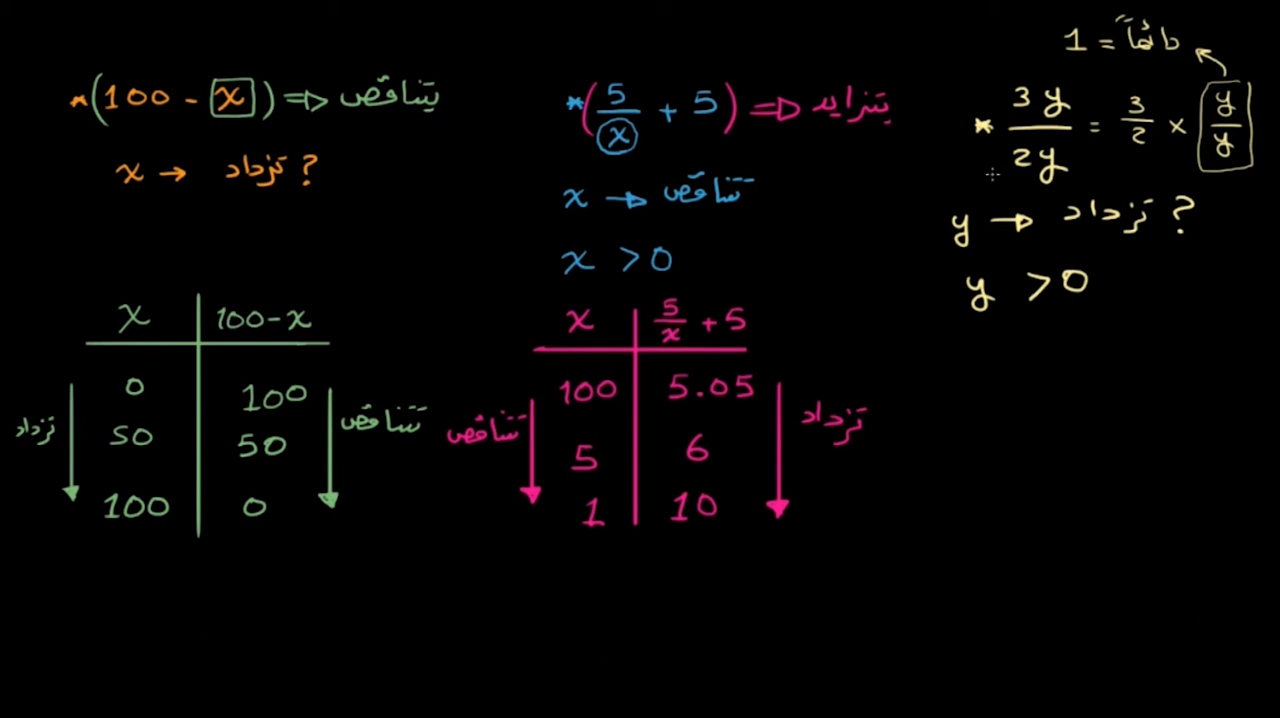 *(100 - x) ⇒ يتناقص
x → تزداد ?
x | 100-x
0 | 100
50 | 50
100 | 0
تزداد
تتناقص
*(5/x + 5) ⇒ يتزايد
x → تتناقص
x > 0
x | 5/x + 5
100 | 5.05
5 | 6
1 | 10
تتناقص
تزداد
1 = دائماً
* 3y/2y = 3/2 × y/y
y → تزداد ?
y > 0